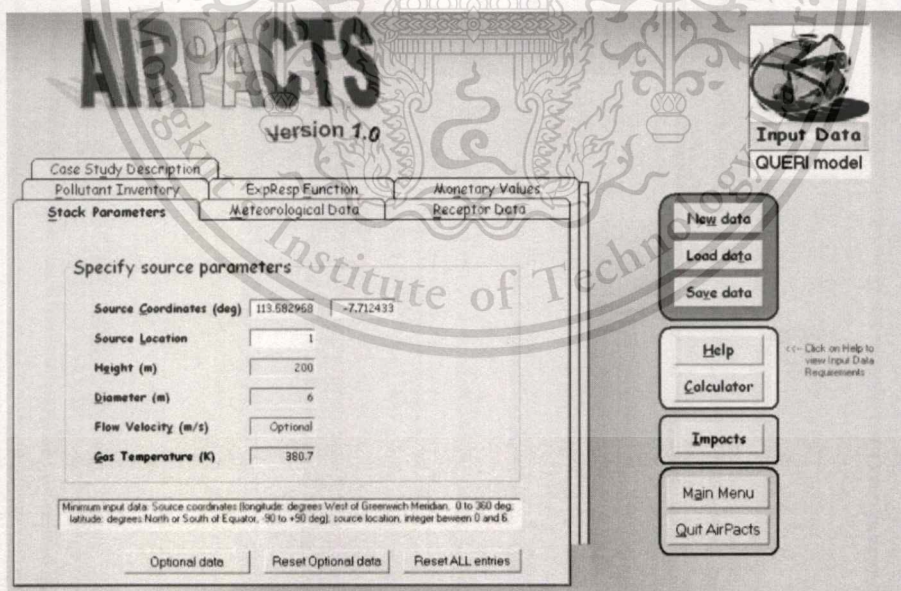 AIRPACTS
Version 1.0
Input Data
QUERI model
Case Study Description
Pollutant Inventory
ExpResp Function
Monetary Values
Stack Parameters
Meteorological Data
Receptor Data
Specify source parameters
Source Coordinates (deg) 113.582958 -7.712433
Source Location 1
Height (m) 200
Diameter (m) 6
Flow Velocity (m/s) Optional
Gas Temperature (K) 380.7
Minimum input data: Source coordinates (longitude: degrees West of Greenwich Meridian, 0 to 360 deg;
latitude: degrees North or South of Equator, -90 to +90 deg); source location, integer beween 0 and 6.
Optional data
Reset Optional data
Reset ALL entries
New data
Load data
Save data
Help
Calculator
<<-- Click on Help to
view Input Data
Requirements
Impacts
Main Menu
Quit AirPacts
Institute of Technology